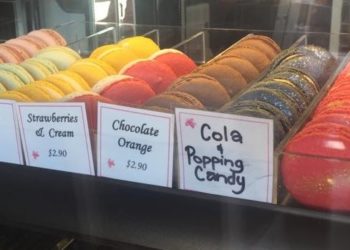 Strawberries
& Cream
$2.90
Chocolate
Orange
$2.90
Cola
&
Popping
Candy